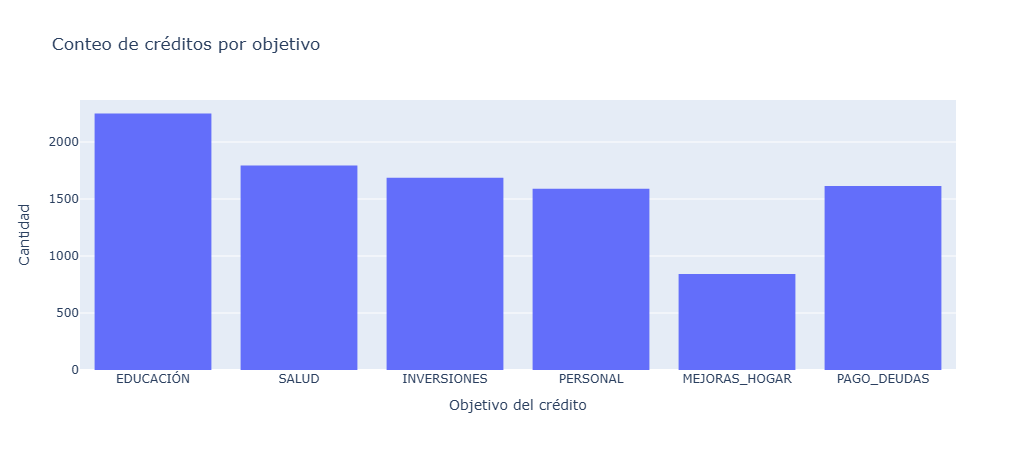 Conteo de créditos por objetivo
Cantidad
2000
1500
1000
500
0
EDUCACIÓN SALUD INVERSIONES PERSONAL MEJORAS_HOGAR PAGO_DEUDAS
Objetivo del crédito